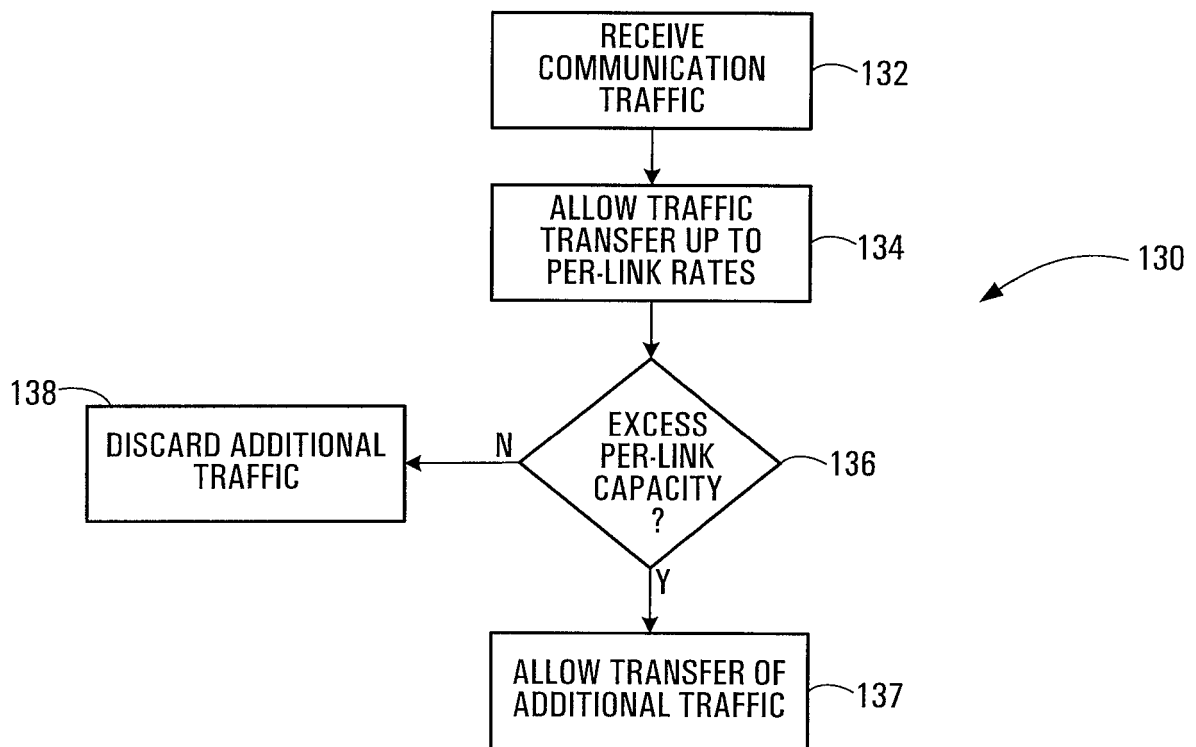 RECEIVE
COMMUNICATION
TRAFFIC
132
ALLOW TRAFFIC
TRANSFER UP TO
PER-LINK RATES
134
130
138
DISCARD ADDITIONAL
TRAFFIC
N
EXCESS
PER-LINK
CAPACITY
?
136
Y
ALLOW TRANSFER OF
ADDITIONAL TRAFFIC
137